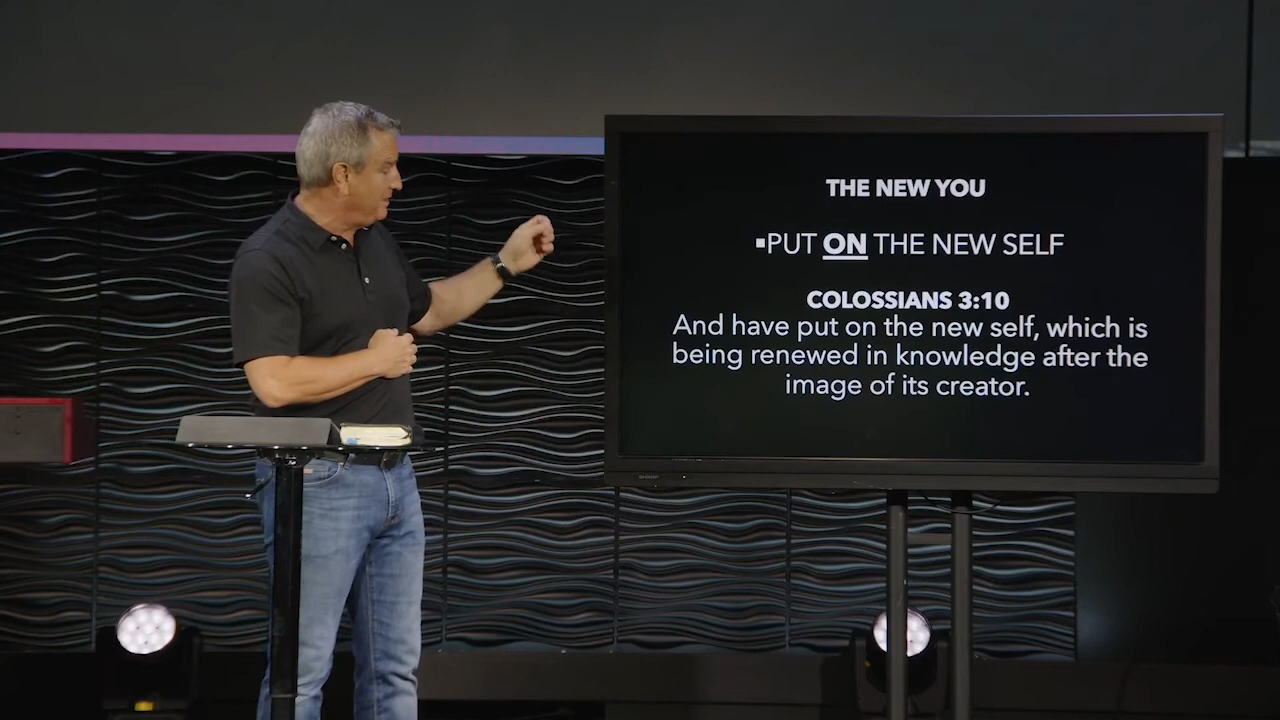 THE NEW YOU
▪PUT ON THE NEW SELF
COLOSSIANS 3:10
And have put on the new self, which is
being renewed in knowledge after the
image of its creator.
SHARP